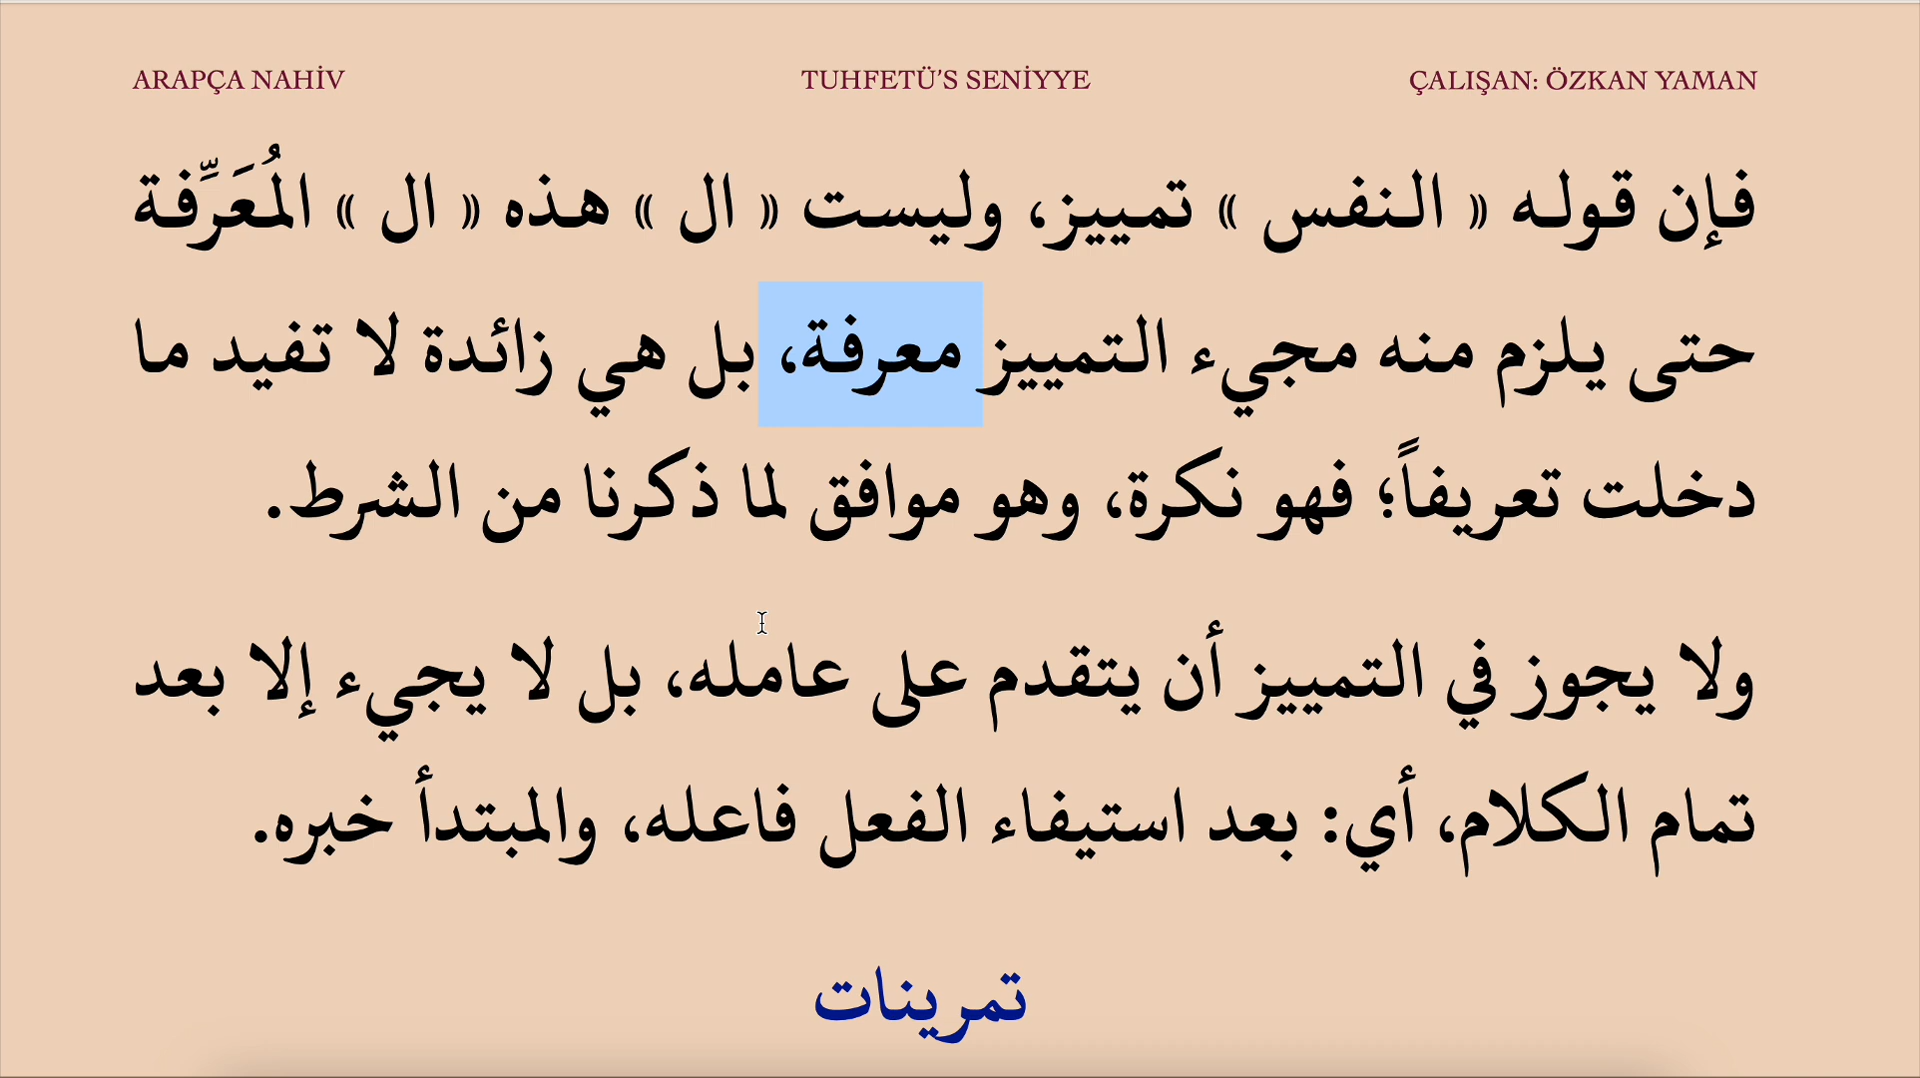 ARAPÇA NAHİV TUHFETÜ’S SENİYYE ÇALIŞAN: ÖZKAN YAMAN
فإن قوله « النفس » تمييز، وليست « ال » هذه « ال » المُعَرِّفة
حتى يلزم منه مجيء التمييز معرفة، بل هي زائدة لا تفيد ما
دخلت تعريفاً؛ فهو نكرة، وهو موافق لما ذكرنا من الشرط.
ولا يجوز في التمييز أن يتقدم على عامله، بل لا يجيء إلا بعد
تمام الكلام، أي: بعد استيفاء الفعل فاعله، والمبتدأ خبره.
تمرينات